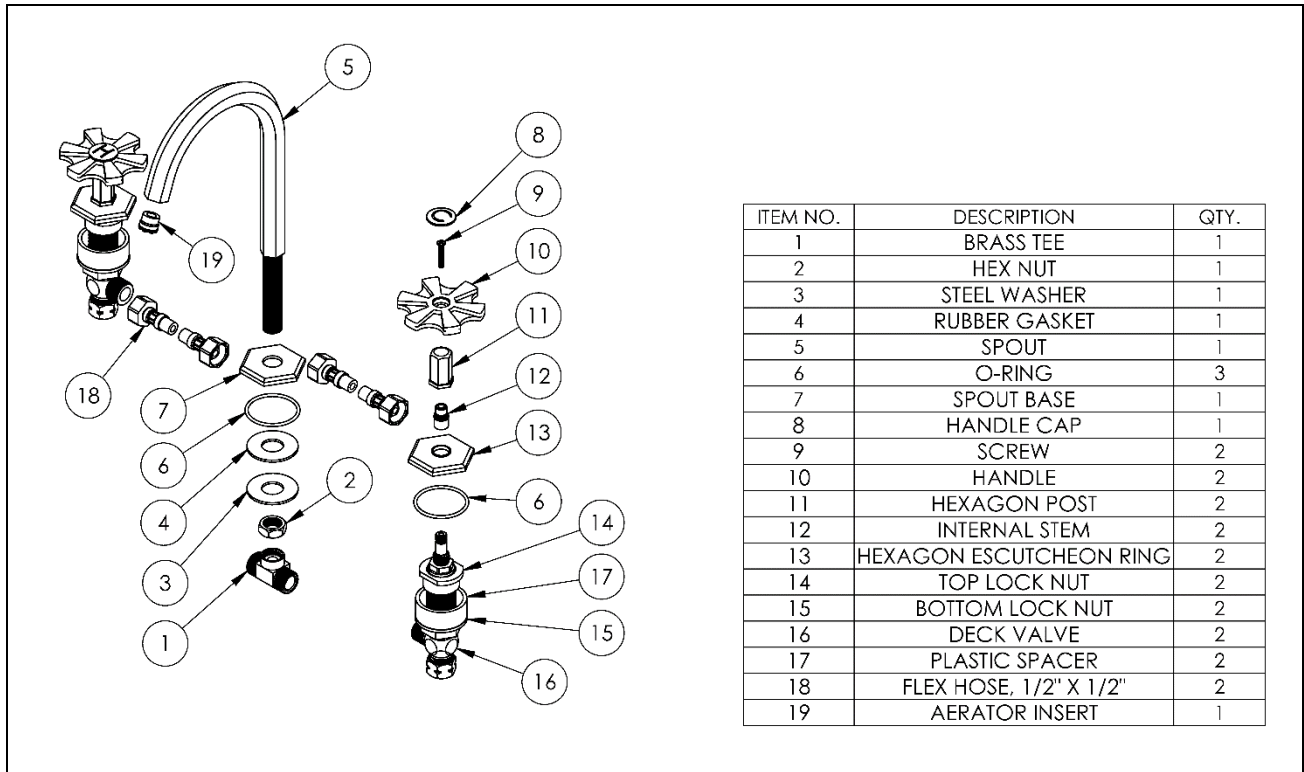 5
8
9
10
19
11
12
18
7
13
6
2
6
4
14
3
17
15
1
16
H
ITEM NO. DESCRIPTION QTY.
1 BRASS TEE 1
2 HEX NUT 1
3 STEEL WASHER 1
4 RUBBER GASKET 1
5 SPOUT 1
6 O-RING 3
7 SPOUT BASE 1
8 HANDLE CAP 1
9 SCREW 2
10 HANDLE 2
11 HEXAGON POST 2
12 INTERNAL STEM 2
13 HEXAGON ESCUTCHEON RING 2
14 TOP LOCK NUT 2
15 BOTTOM LOCK NUT 2
16 DECK VALVE 2
17 PLASTIC SPACER 2
18 FLEX HOSE, 1/2" X 1/2" 2
19 AERATOR INSERT 1